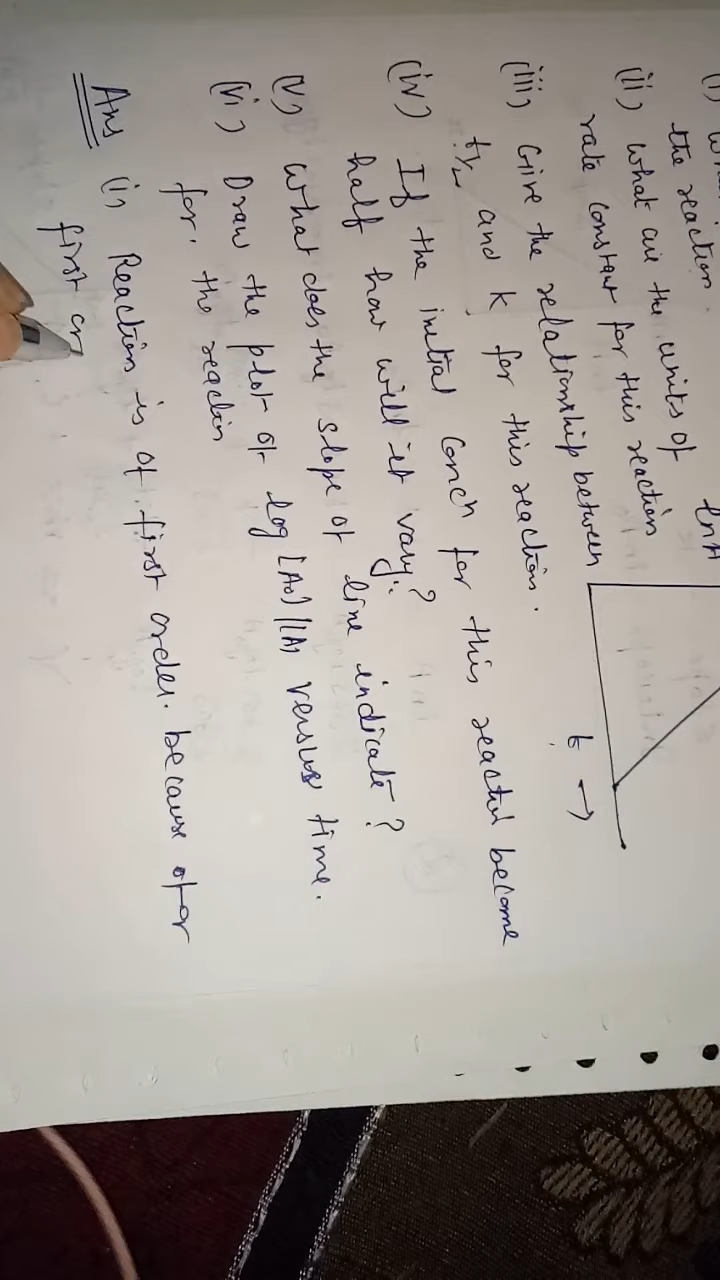 the reaction.
(ii) What are the units of
rate constant for this reaction
(iii) Give the relationship between
t½ and K for this reaction.
(iv) If the initial concn for this reaction become
half how will it vary?
(v) What does the slope of line indicate?
(vi) Draw the plot of log [A0)/(A) versus time.
for. the reaction
Ans (i) Reaction is of first order. because
first
ln A
t →